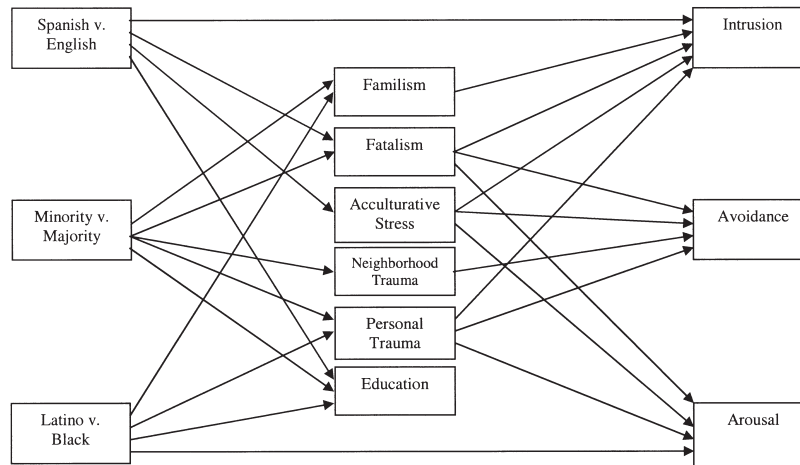 Spanish v.
English
Intrusion
Familism
Fatalism
Acculturative
Stress
Minority v.
Majority
Avoidance
Neighborhood
Trauma
Personal
Trauma
Education
Latino v.
Black
Arousal